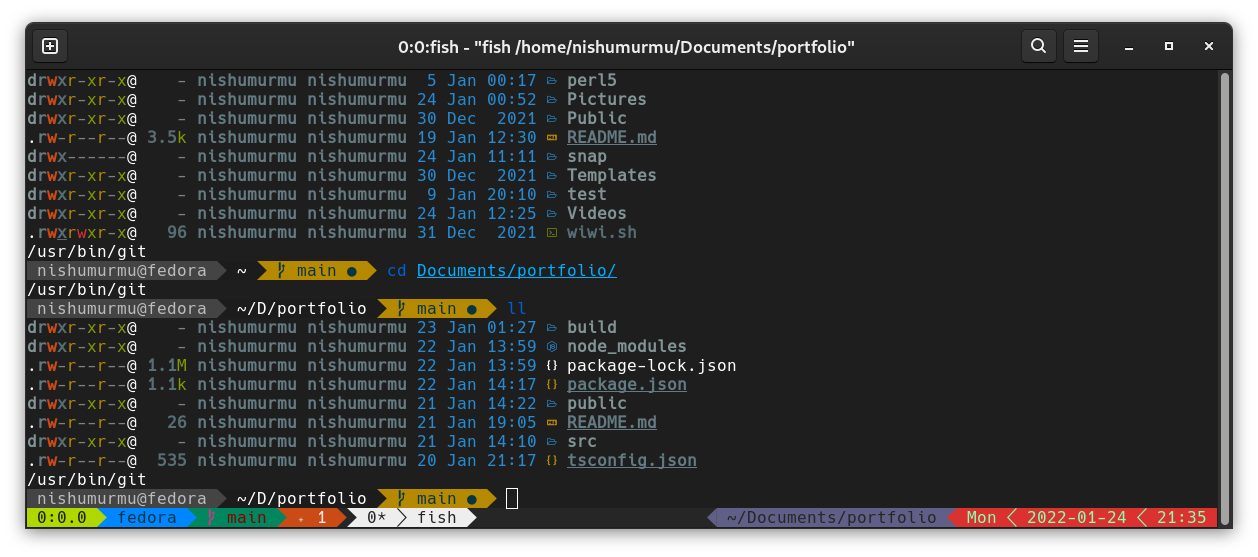 0:0:fish - "fish /home/nishumurmu/Documents/portfolio"
drwxr-xr-x@ - nishumurmu nishumurmu 5 Jan 00:17 perl5
drwxr-xr-x@ - nishumurmu nishumurmu 24 Jan 00:52 Pictures
drwxr-xr-x@ - nishumurmu nishumurmu 30 Dec 2021 Public
.rw-r--r--@ 3.5k nishumurmu nishumurmu 19 Jan 12:30 README.md
drwx------@ - nishumurmu nishumurmu 24 Jan 11:11 snap
drwxr-xr-x@ - nishumurmu nishumurmu 30 Dec 2021 Templates
drwxr-xr-x@ - nishumurmu nishumurmu 9 Jan 20:10 test
drwxr-xr-x@ - nishumurmu nishumurmu 24 Jan 12:25 Videos
.rwxrwxr-x@ 96 nishumurmu nishumurmu 31 Dec 2021 wiwi.sh
/usr/bin/git
nishumurmu@fedora ~ main ● cd Documents/portfolio/
/usr/bin/git
nishumurmu@fedora ~/D/portfolio main ● ll
drwxr-xr-x@ - nishumurmu nishumurmu 23 Jan 01:27 build
drwxr-xr-x@ - nishumurmu nishumurmu 22 Jan 13:59 node_modules
.rw-r--r--@ 1.1M nishumurmu nishumurmu 22 Jan 13:59 package-lock.json
.rw-r--r--@ 1.1k nishumurmu nishumurmu 22 Jan 14:17 package.json
drwxr-xr-x@ - nishumurmu nishumurmu 21 Jan 14:22 public
.rw-r--r--@ 26 nishumurmu nishumurmu 21 Jan 19:05 README.md
drwxr-xr-x@ - nishumurmu nishumurmu 21 Jan 14:10 src
.rw-r--r--@ 535 nishumurmu nishumurmu 20 Jan 21:17 tsconfig.json
/usr/bin/git
nishumurmu@fedora ~/D/portfolio main ●
0:0.0 fedora main + 1 0* fish ~/Documents/portfolio Mon 2022-01-24 21:35